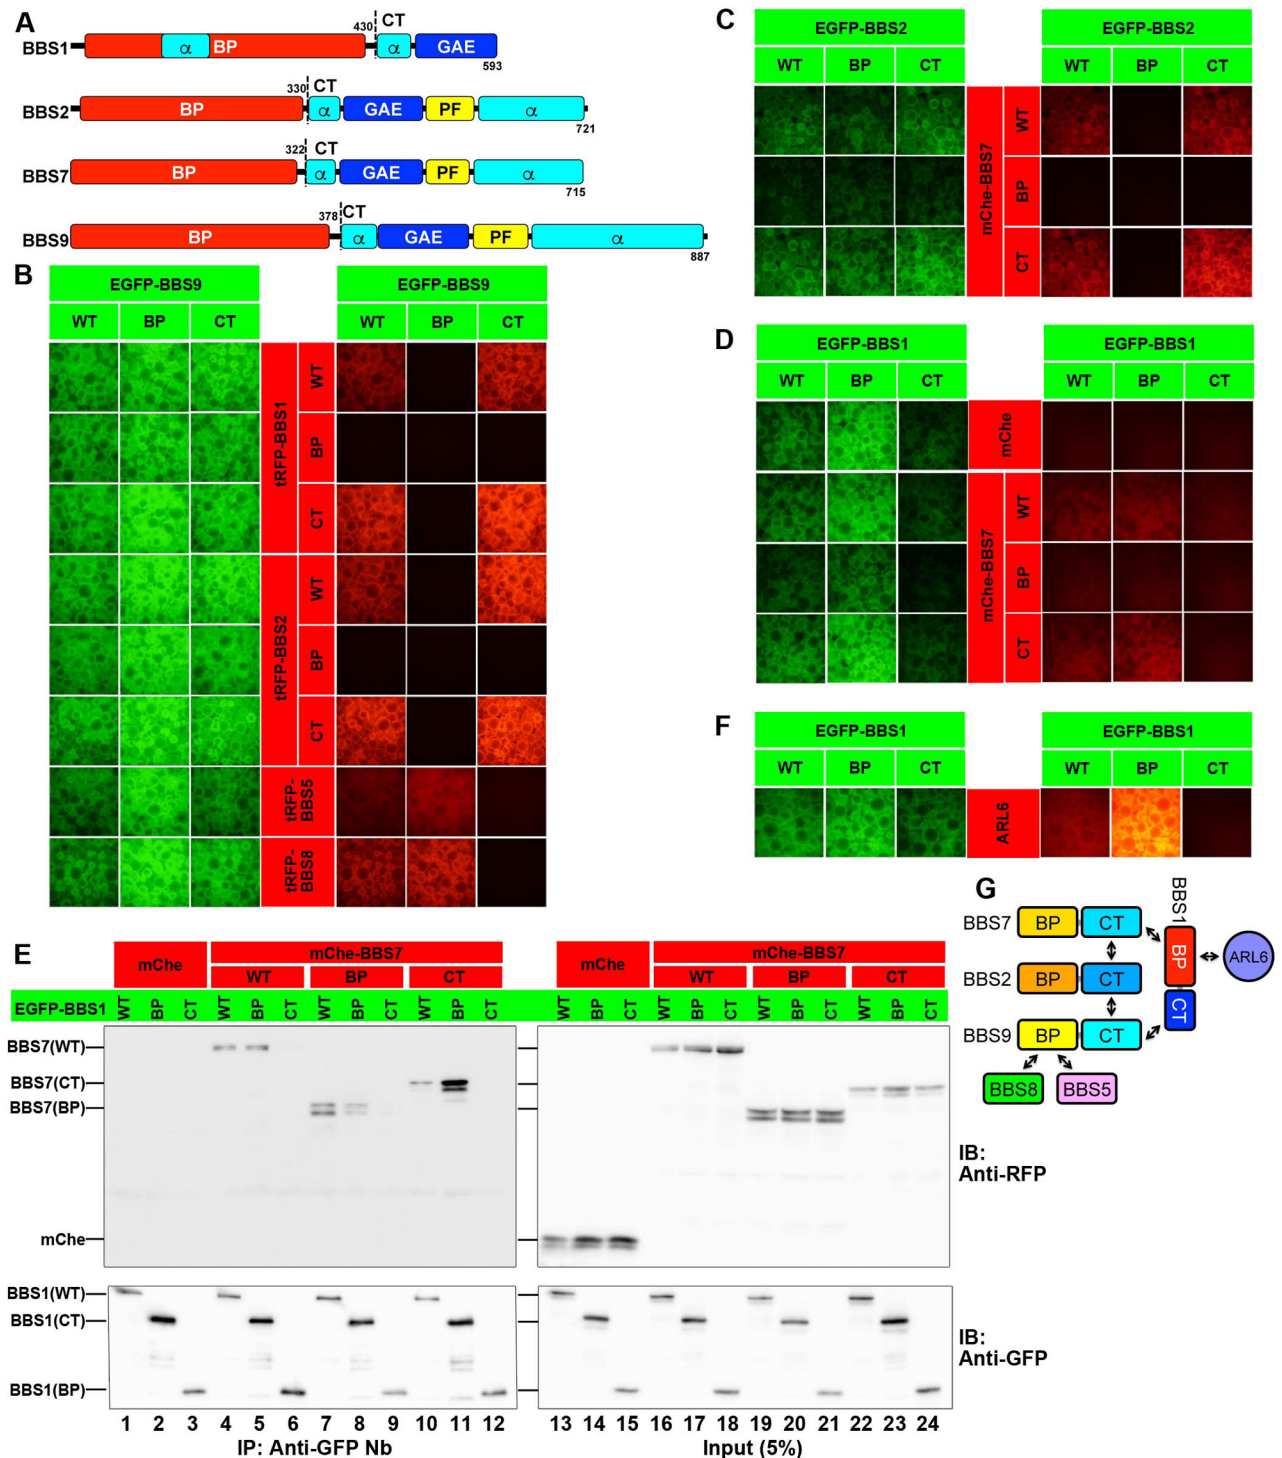 A
BBS1
α
BP
430
CT
α
GAE
593
BBS2
BP
330
CT
α
GAE
PF
α
721
BBS7
BP
322
CT
α
GAE
PF
α
715
BBS9
BP
378
CT
α
GAE
PF
α
887
B
EGFP-BBS9
EGFP-BBS9
WT BP CT
WT BP CT
tRFP-BBS1
WT
BP
CT
tRFP-BBS2
WT
BP
CT
tRFP-
BBS5
tRFP-
BBS8
C
EGFP-BBS2
EGFP-BBS2
WT BP CT
WT BP CT
mChe-BBS7
WT
BP
CT
D
EGFP-BBS1
EGFP-BBS1
WT BP CT
WT BP CT
mChe
mChe-BBS7
WT
BP
CT
F
EGFP-BBS1
EGFP-BBS1
WT BP CT
WT BP CT
ARL6
G
BBS7 BP CT
BBS2 BP CT
BBS9 BP CT
BBS1
BP
CT
ARL6
BBS8 BBS5
E
mChe
mChe-BBS7
WT BP CT
mChe
mChe-BBS7
WT BP CT
EGFP-BBS1
WT BP CT WT BP CT WT BP CT WT BP CT
WT BP CT WT BP CT WT BP CT WT BP CT
BBS7(WT)
BBS7(CT)
BBS7(BP)
mChe
IB:
Anti-RFP
BBS1(WT)
BBS1(CT)
BBS1(BP)
IB:
Anti-GFP
1 2 3 4 5 6 7 8 9 10 11 12
13 14 15 16 17 18 19 20 21 22 23 24
IP: Anti-GFP Nb
Input (5%)